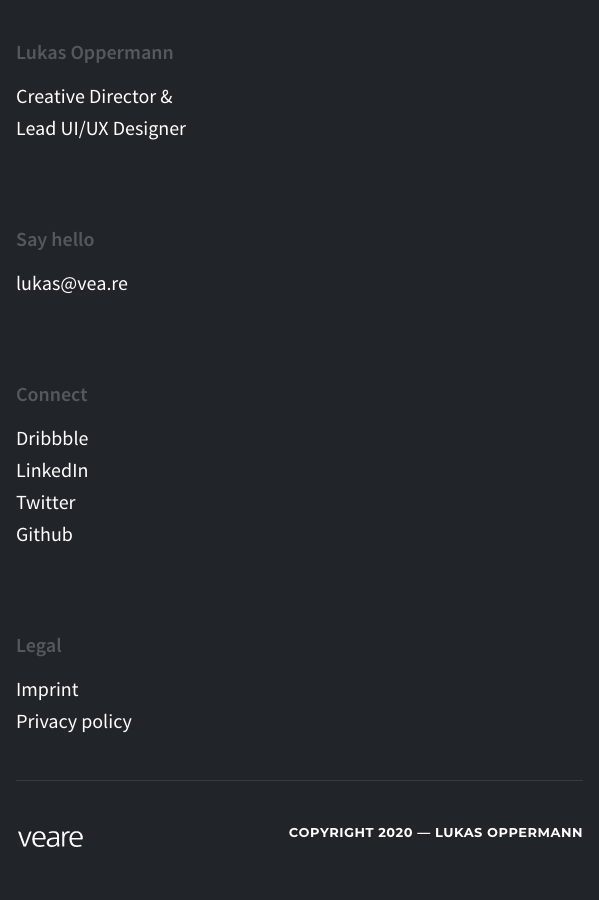 Lukas Oppermann
Creative Director &
Lead UI/UX Designer
Say hello
lukas@vea.re
Connect
Dribbble
LinkedIn
Twitter
Github
Legal
Imprint
Privacy policy
veare
COPYRIGHT 2020 — LUKAS OPPERMANN